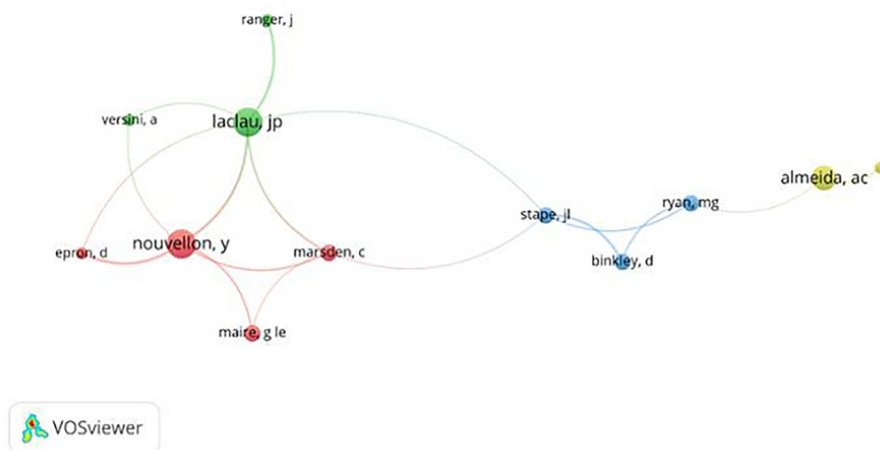 ranger, j
versini, a
laclau, jp
almeida, ac
ryan, mg
stape, jl
nouvellon, y
epron, d
marsden, c
binkley, d
maire, g le
VOSviewer